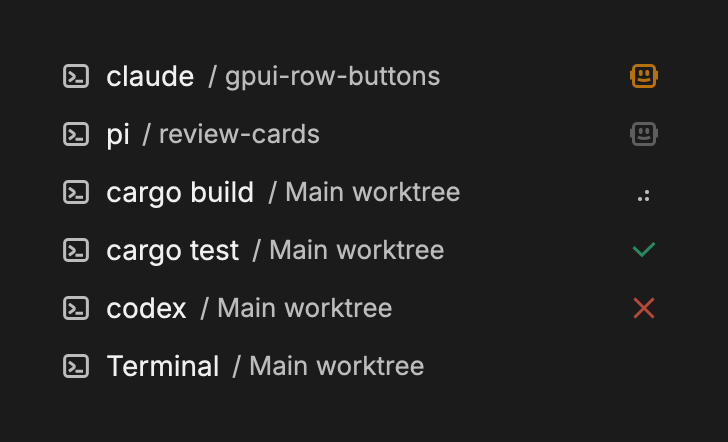 claude / gpui-row-buttons
pi / review-cards
cargo build / Main worktree
cargo test / Main worktree
codex / Main worktree
Terminal / Main worktree